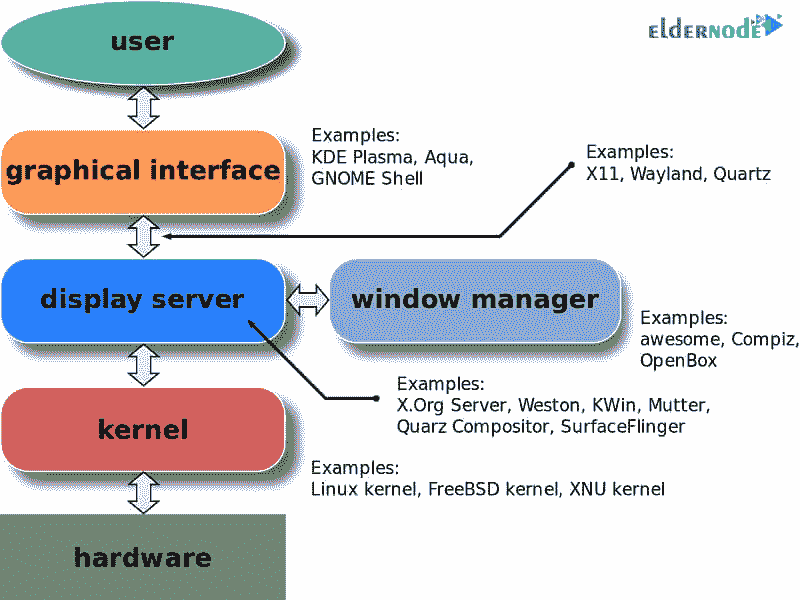 ELDERNODE
user
graphical interface
Examples:
KDE Plasma, Aqua,
GNOME Shell
Examples:
X11, Wayland, Quartz
display server
window manager
Examples:
awesome, Compiz,
OpenBox
Examples:
X.Org Server, Weston, KWin, Mutter,
Quarz Compositor, SurfaceFlinger
kernel
Examples:
Linux kernel, FreeBSD kernel, XNU kernel
hardware